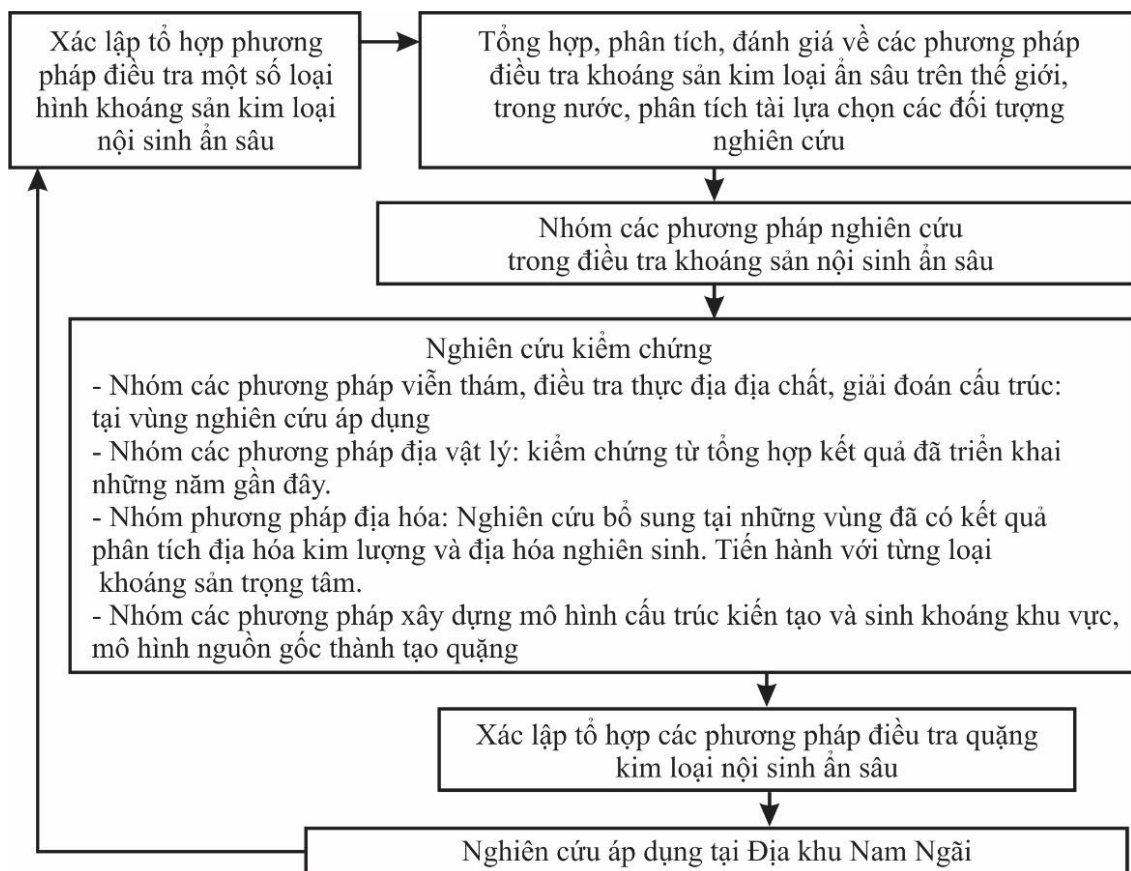 Xác lập tổ hợp phương
pháp điều tra một số loại
hình khoáng sản kim loại
nội sinh ẩn sâu
Tổng hợp, phân tích, đánh giá về các phương pháp
điều tra khoáng sản kim loại ẩn sâu trên thế giới,
trong nước, phân tích tài lựa chọn các đối tượng
nghiên cứu
Nhóm các phương pháp nghiên cứu
trong điều tra khoáng sản nội sinh ẩn sâu
Nghiên cứu kiểm chứng
- Nhóm các phương pháp viễn thám, điều tra thực địa địa chất, giải đoán cấu trúc:
tại vùng nghiên cứu áp dụng
- Nhóm các phương pháp địa vật lý: kiểm chứng từ tổng hợp kết quả đã triển khai
những năm gần đây.
- Nhóm phương pháp địa hóa: Nghiên cứu bổ sung tại những vùng đã có kết quả
phân tích địa hóa kim lượng và địa hóa nghiên sinh. Tiến hành với từng loại
khoáng sản trọng tâm.
- Nhóm các phương pháp xây dựng mô hình cấu trúc kiến tạo và sinh khoáng khu vực,
mô hình nguồn gốc thành tạo quặng
Xác lập tổ hợp các phương pháp điều tra quặng
kim loại nội sinh ẩn sâu
Nghiên cứu áp dụng tại Địa khu Nam Ngãi